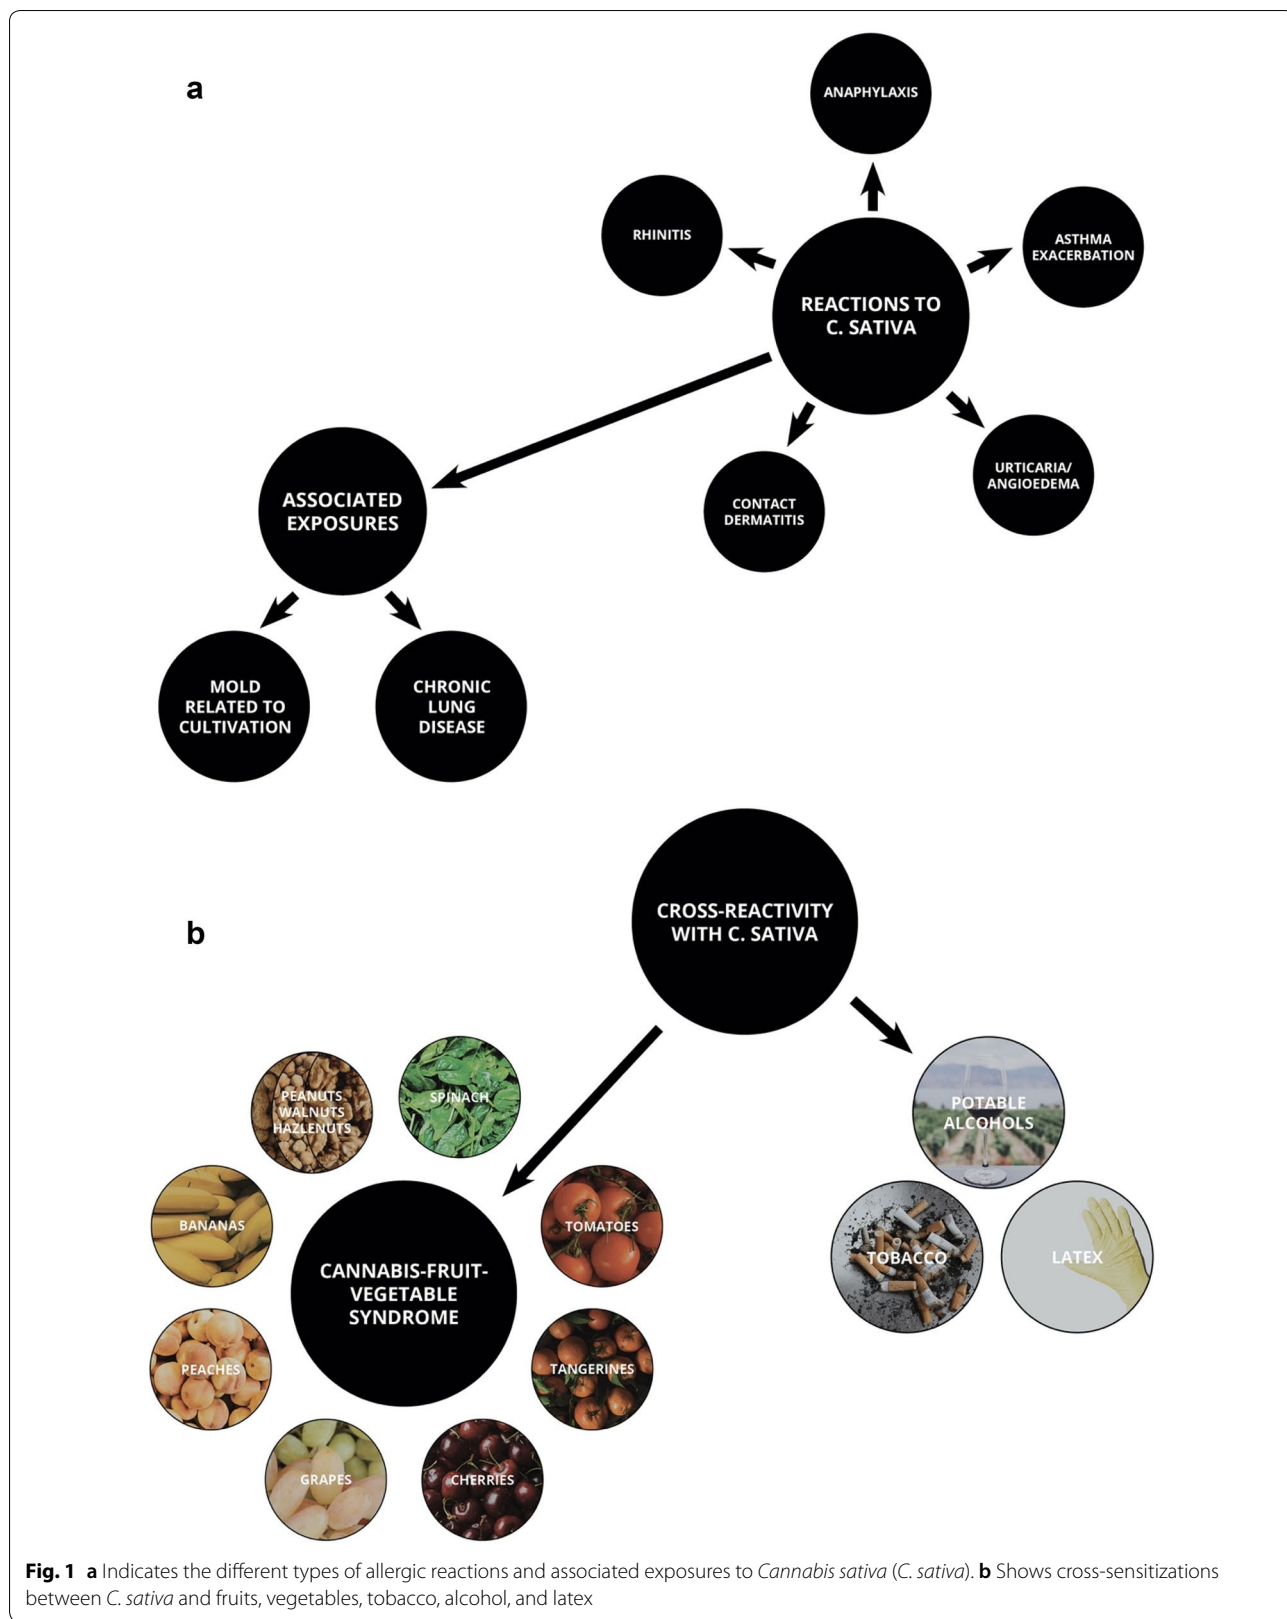 a
ANAPHYLAXIS
RHINITIS
ASTHMA
EXACERBATION
REACTIONS TO
C. SATIVA
URTICARIA/
ANGIOEDEMA
CONTACT
DERMATITIS
ASSOCIATED
EXPOSURES
MOLD
RELATED TO
CULTIVATION
CHRONIC
LUNG
DISEASE
b
CROSS-REACTIVITY
WITH C. SATIVA
PEANUTS
WALNUTS
HAZLENUTS
SPINACH
BANANAS
TOMATOES
CANNABIS-FRUIT-
VEGETABLE
SYNDROME
PEACHES
TANGERINES
GRAPES
CHERRIES
POTABLE
ALCOHOLS
TOBACCO
LATEX
Fig. 1 a Indicates the different types of allergic reactions and associated exposures to Cannabis sativa (C. sativa). b Shows cross-sensitizations
between C. sativa and fruits, vegetables, tobacco, alcohol, and latex